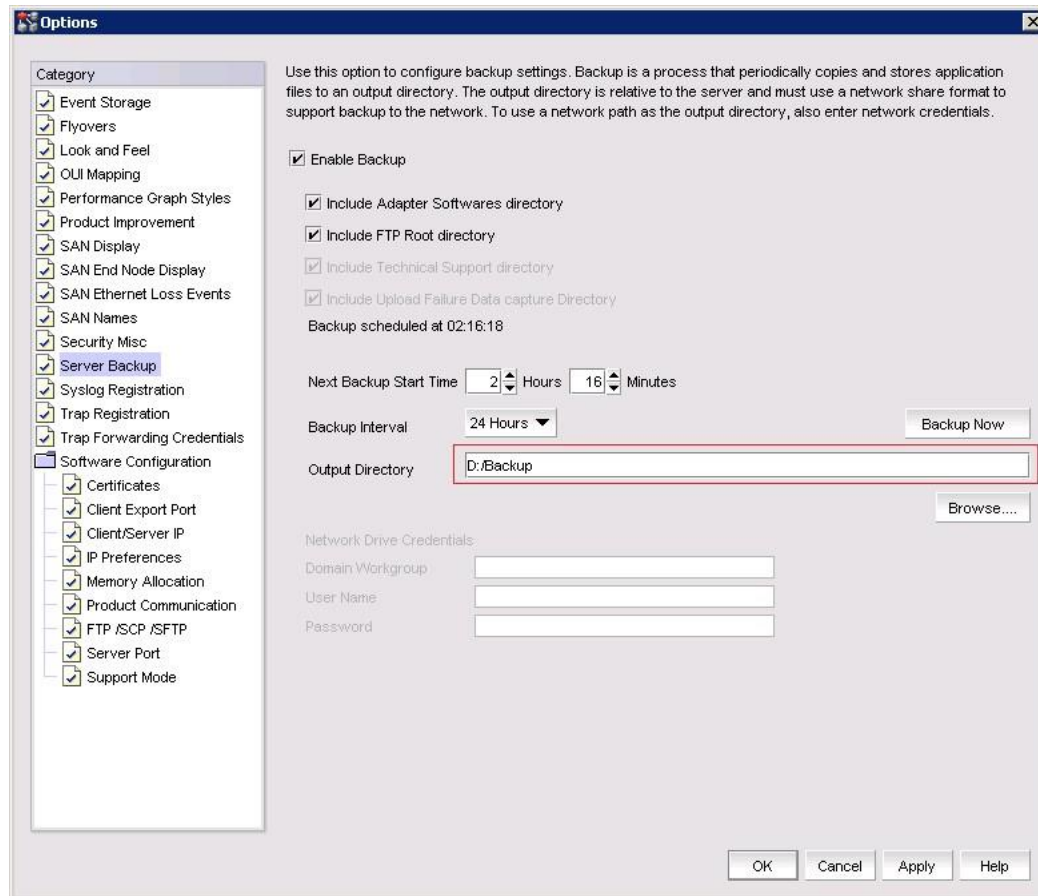 Options
Category
Event Storage
Flyovers
Look and Feel
OUI Mapping
Performance Graph Styles
Product Improvement
SAN Display
SAN End Node Display
SAN Ethernet Loss Events
SAN Names
Security Misc
Server Backup
Syslog Registration
Trap Registration
Trap Forwarding Credentials
Software Configuration
Certificates
Client Export Port
Client/Server IP
IP Preferences
Memory Allocation
Product Communication
FTP /SCP /SFTP
Server Port
Support Mode
Use this option to configure backup settings. Backup is a process that periodically copies and stores application
files to an output directory. The output directory is relative to the server and must use a network share format to
support backup to the network. To use a network path as the output directory, also enter network credentials.
Enable Backup
Include Adapter Softwares directory
Include FTP Root directory
Include Technical Support directory
Include Upload Failure Data capture Directory
Backup scheduled at 02:16:18
Next Backup Start Time 2 Hours 16 Minutes
Backup Interval 24 Hours Backup Now
Output Directory D:/Backup
Browse....
Network Drive Credentials
Domain Workgroup
User Name
Password
OK Cancel Apply Help